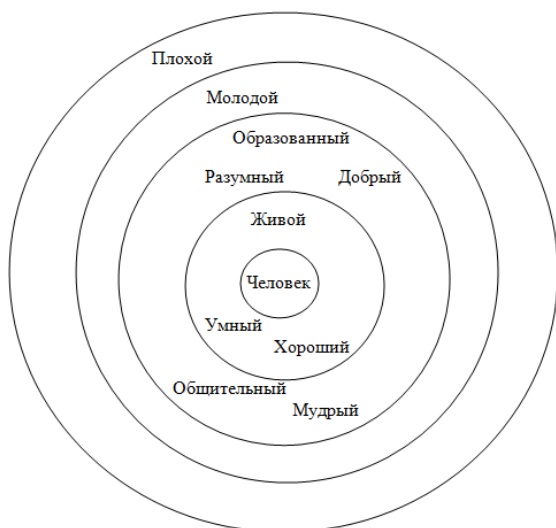 Плохой
Молодой
Образованный
Разумный Добрый
Живой
Человек
Умный
Хороший
Общительный
Мудрый